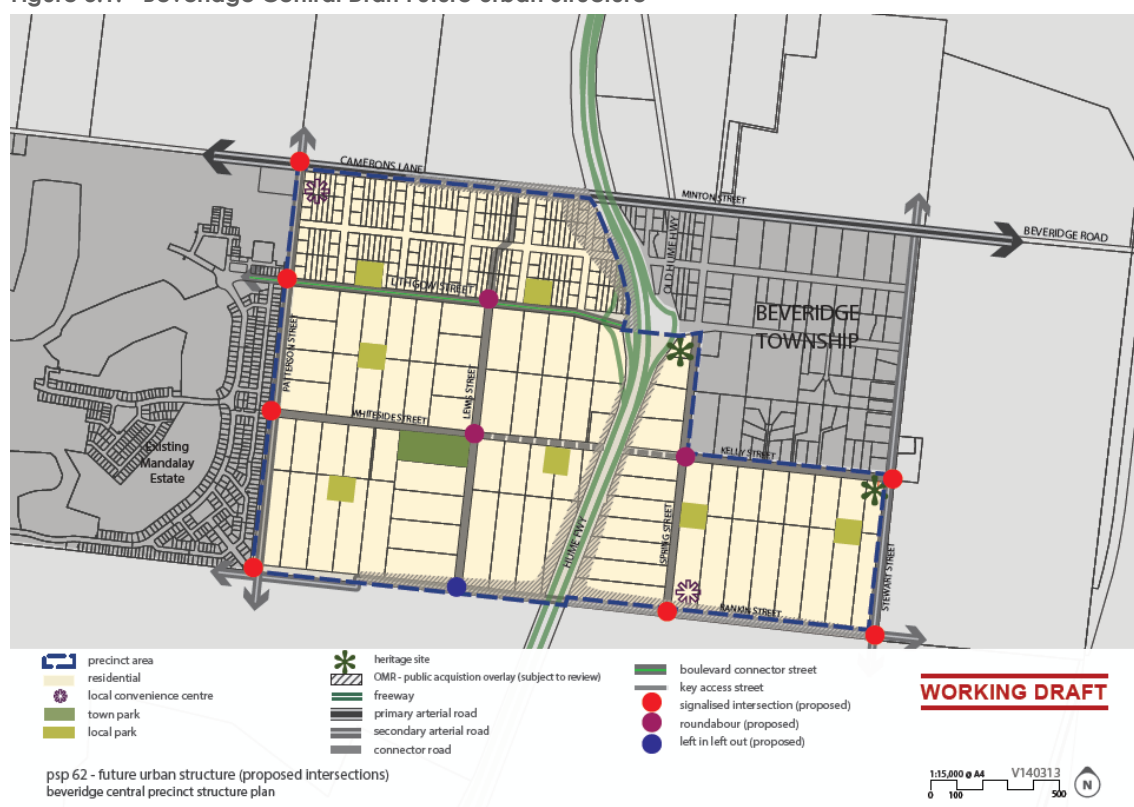 CAMERONS LANE
MINTON STREET
BEVERIDGE ROAD
OLD HUME HWY
LITHGOW STREET
BEVERIDGE
TOWNSHIP
PATTERSON STREET
LEWIS STREET
WHITESIDE STREET
KELLY STREET
Existing
Mandalay
Estate
HUME FWY
SPRING STREET
STEWART STREET
RANKIN STREET
precinct area
residential
local convenience centre
town park
local park
heritage site
OMR - public acquistion overlay (subject to review)
freeway
primary arterial road
secondary arterial road
connector road
boulevard connector street
key access street
signalised intersection (proposed)
roundabour (proposed)
left in left out (proposed)
WORKING DRAFT
psp 62 - future urban structure (proposed intersections)
beveridge central precinct structure plan
1:15,000 @ A4
V140313
0 100 500
N